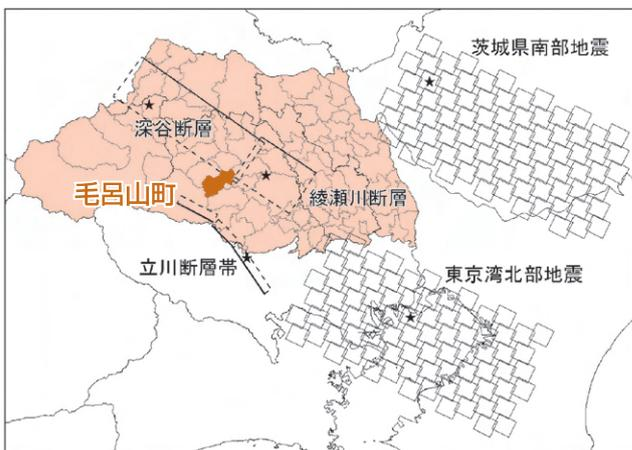 茨城県南部地震
深谷断層
毛呂山町
綾瀬川断層
立川断層帯
東京湾北部地震